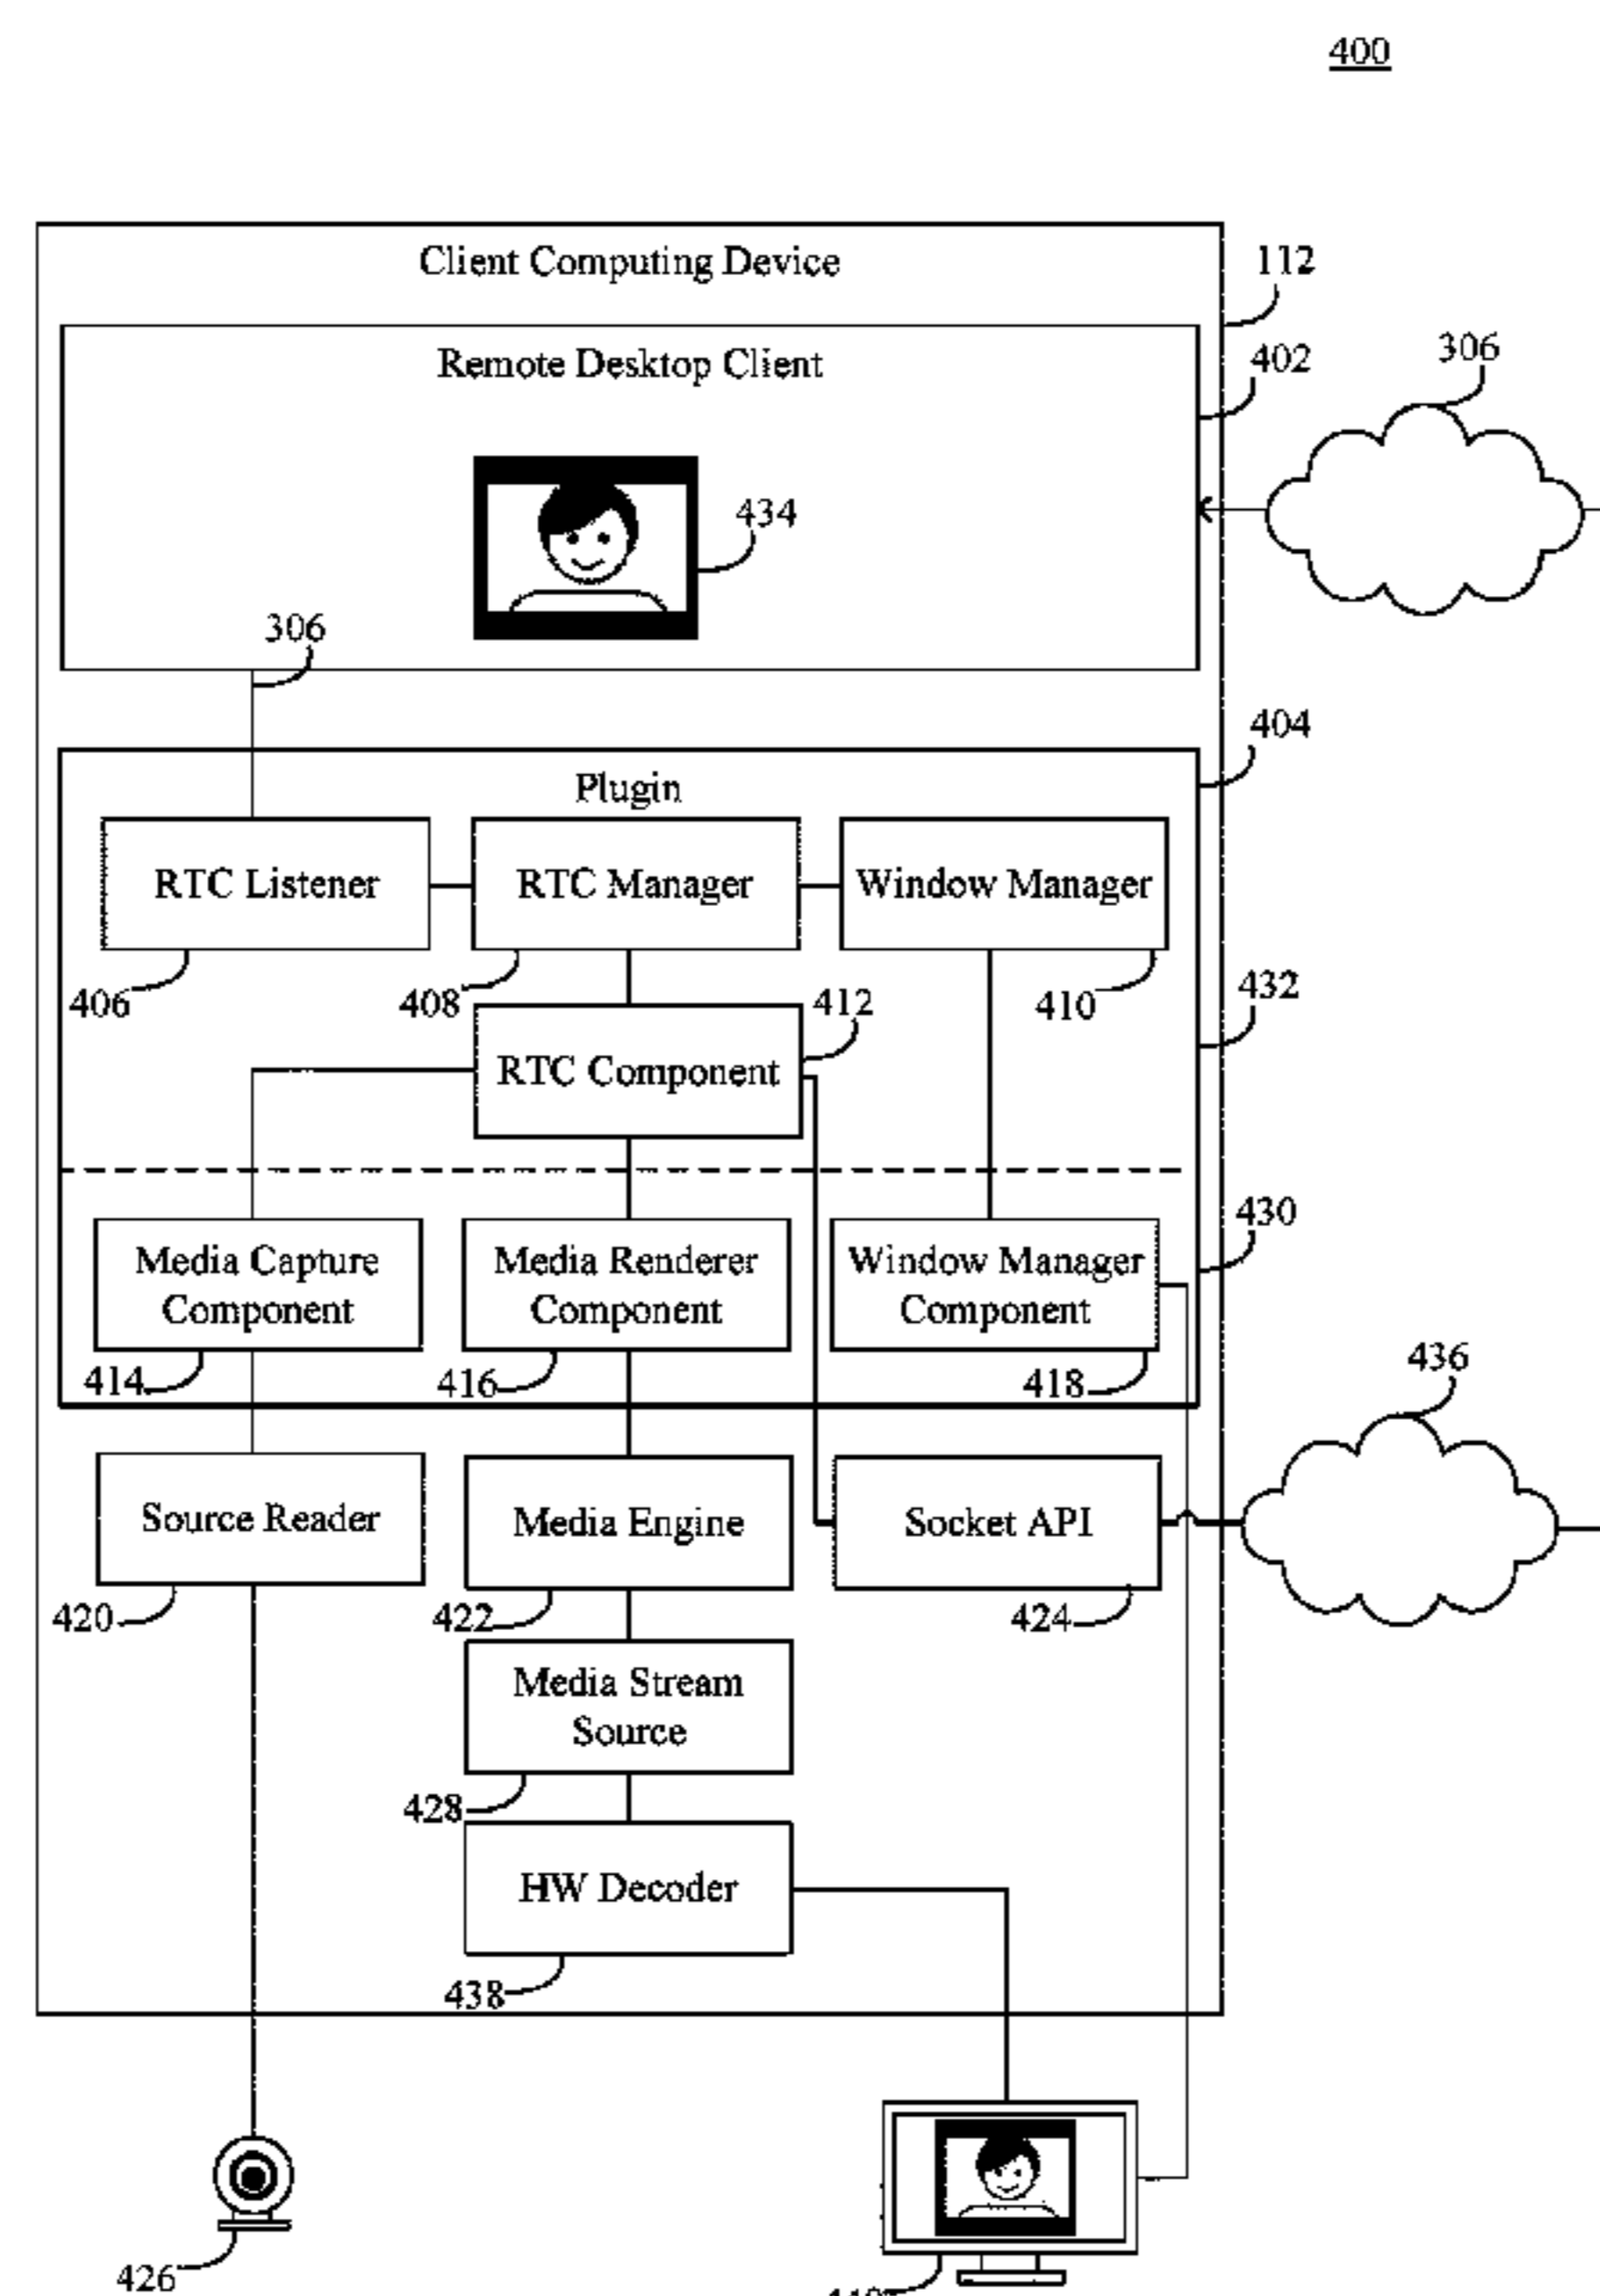 400
Client Computing Device
112
Remote Desktop Client
402
306
434
306
404
Plugin
RTC Listener
RTC Manager
Window Manager
406
408
410
432
412
RTC Component
430
Media Capture
Component
Media Renderer
Component
Window Manager
Component
414
416
418
436
Source Reader
Media Engine
Socket API
420
422
424
Media Stream
Source
428
HW Decoder
438
426